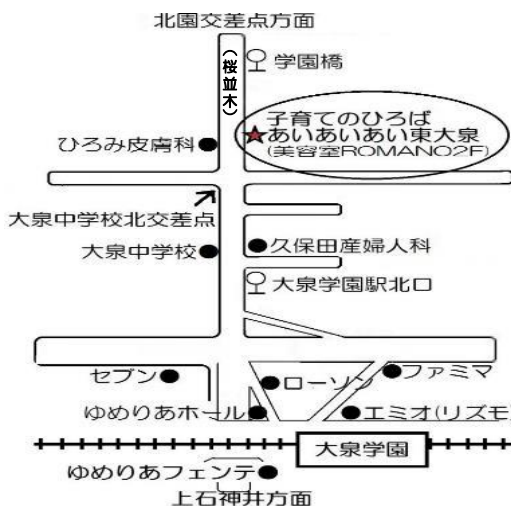 北園交差点方面
(桜並木)
学園橋
子育てのひろば
あいあいあい東大泉
(美容室ROMANO2F)
ひろみ皮膚科
大泉中学校北交差点
大泉中学校
久保田産婦人科
大泉学園駅北口
セブン
ローソン
ファミマ
ゆめりあホール
エミオ(リズモ)
大泉学園
ゆめりあフェンテ
上石神井方面